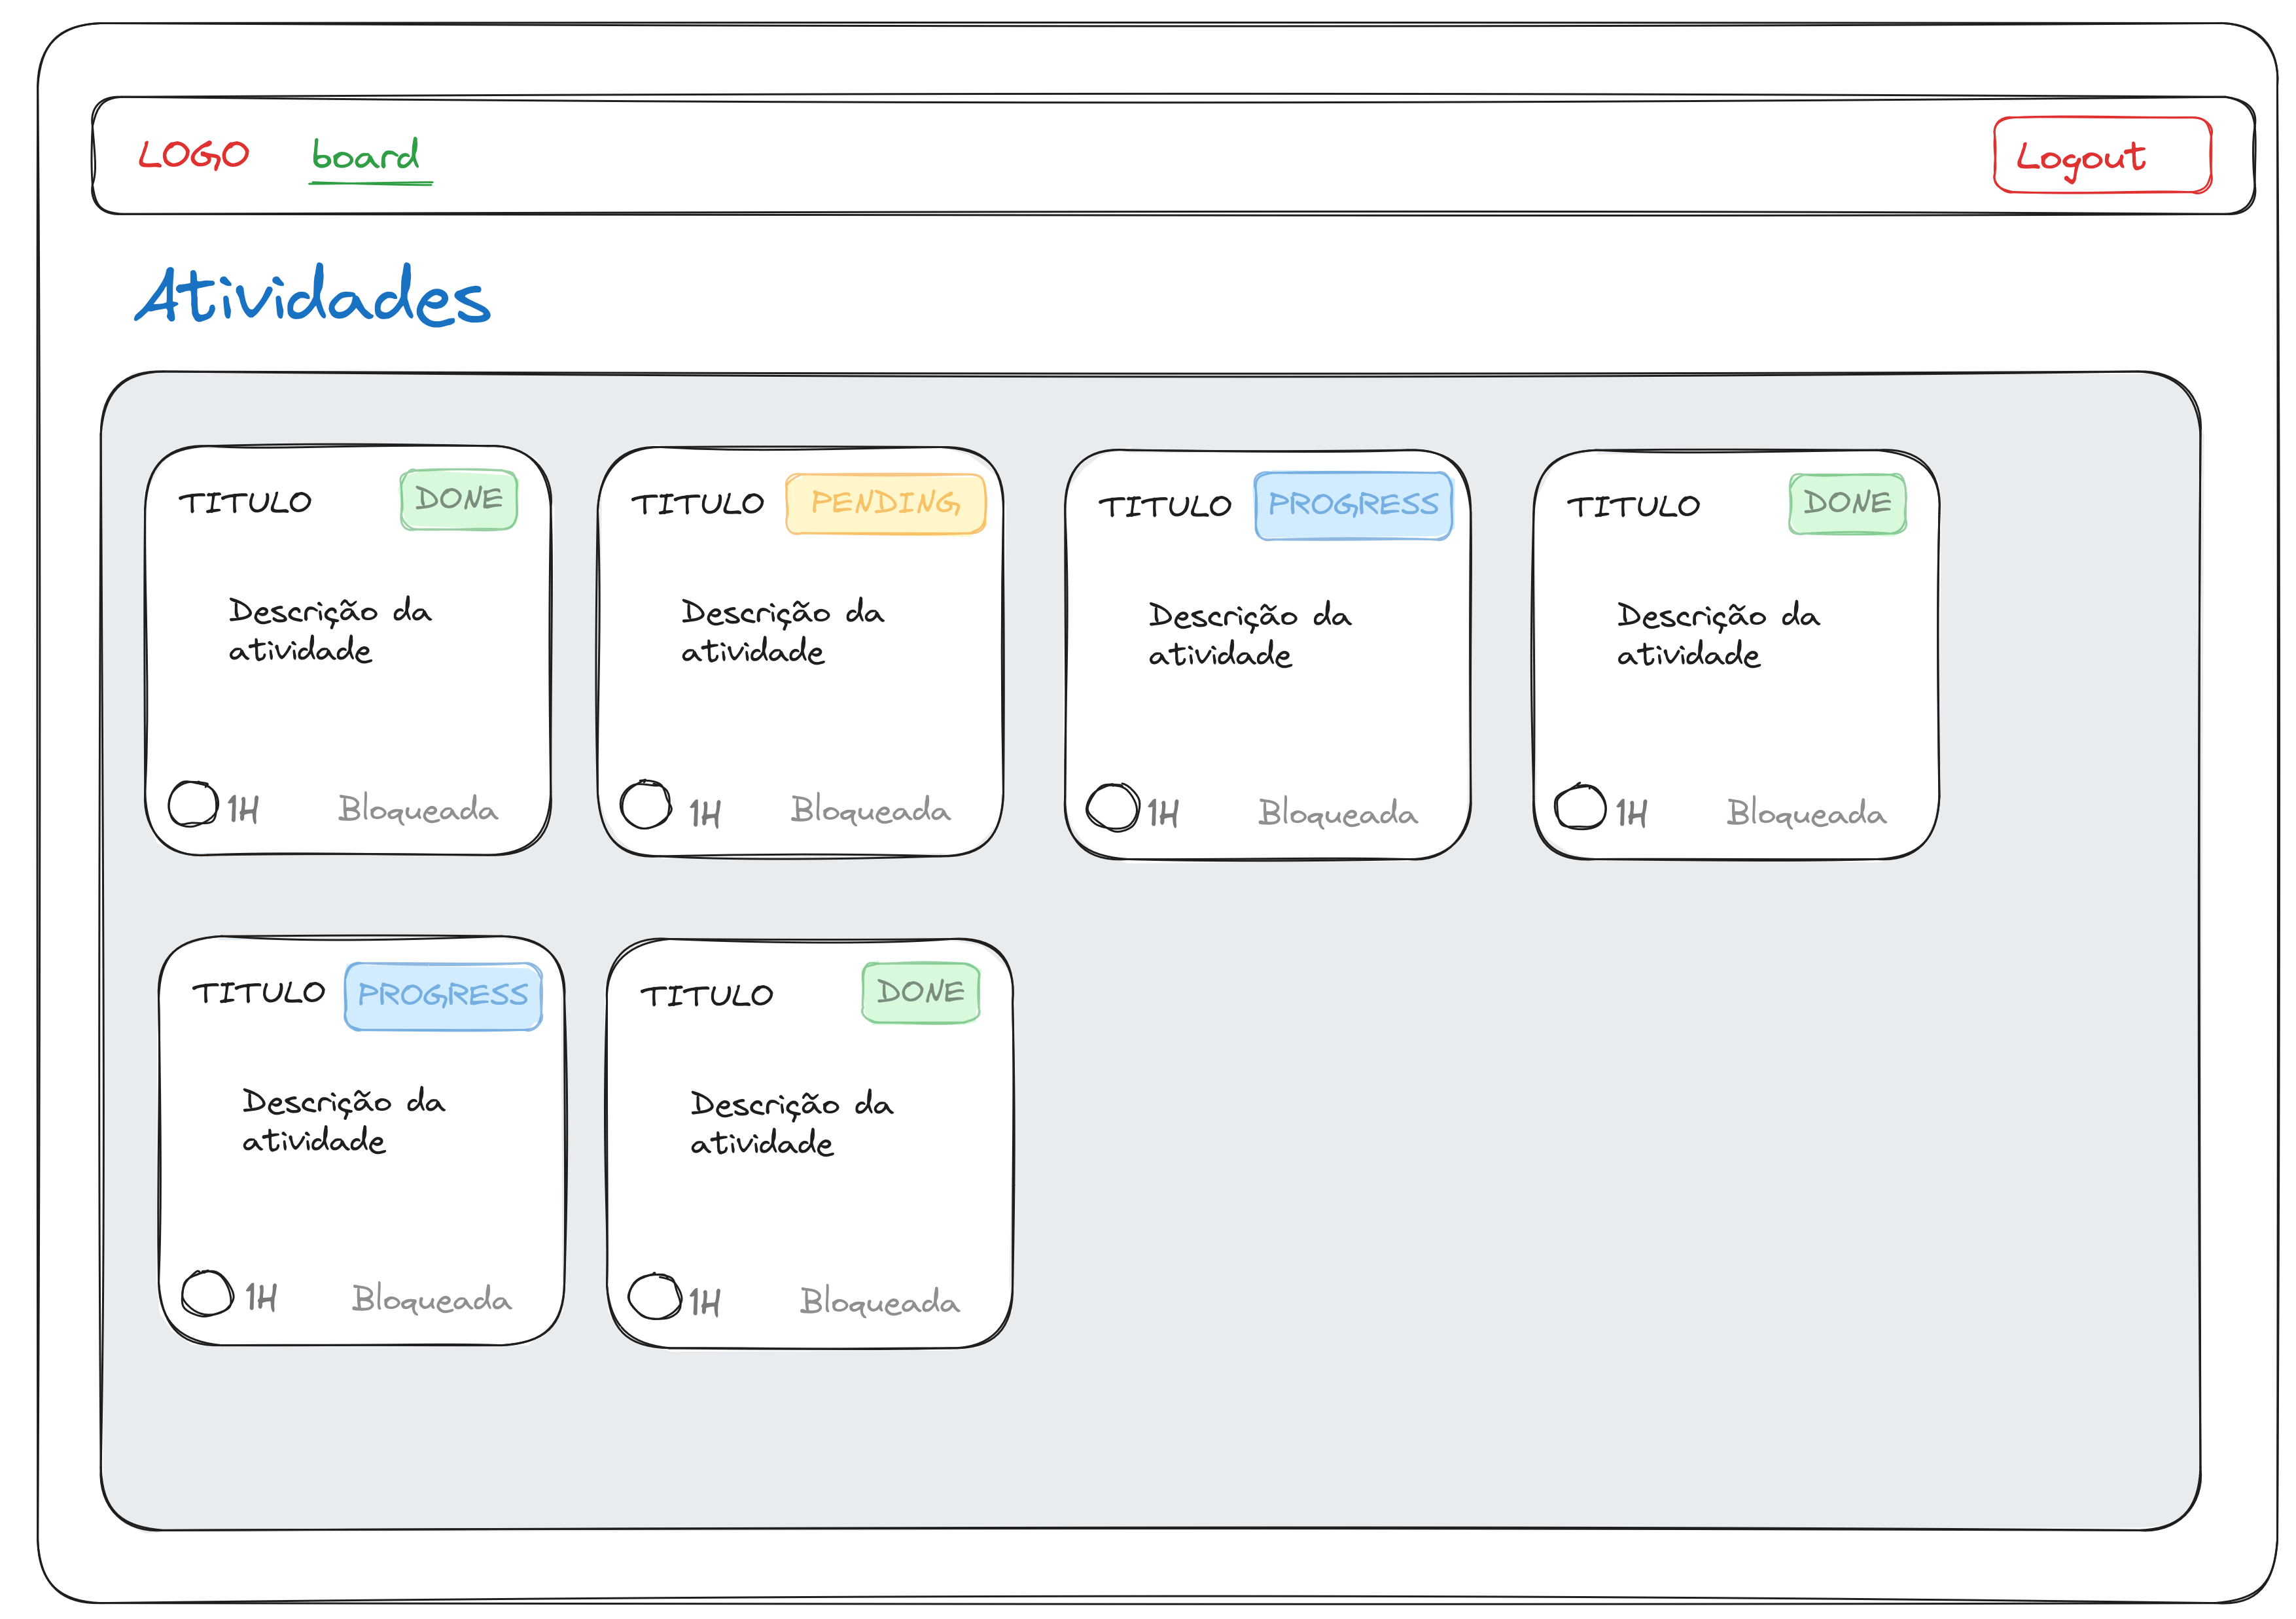 LOGO board Logout
Atividades
TITULO DONE
Descrição da
atividade
1H Bloqueada
TITULO PENDING
Descrição da
atividade
1H Bloqueada
TITULO PROGRESS
Descrição da
atividade
1H Bloqueada
TITULO DONE
Descrição da
atividade
1H Bloqueada
TITULO PROGRESS
Descrição da
atividade
1H Bloqueada
TITULO DONE
Descrição da
atividade
1H Bloqueada